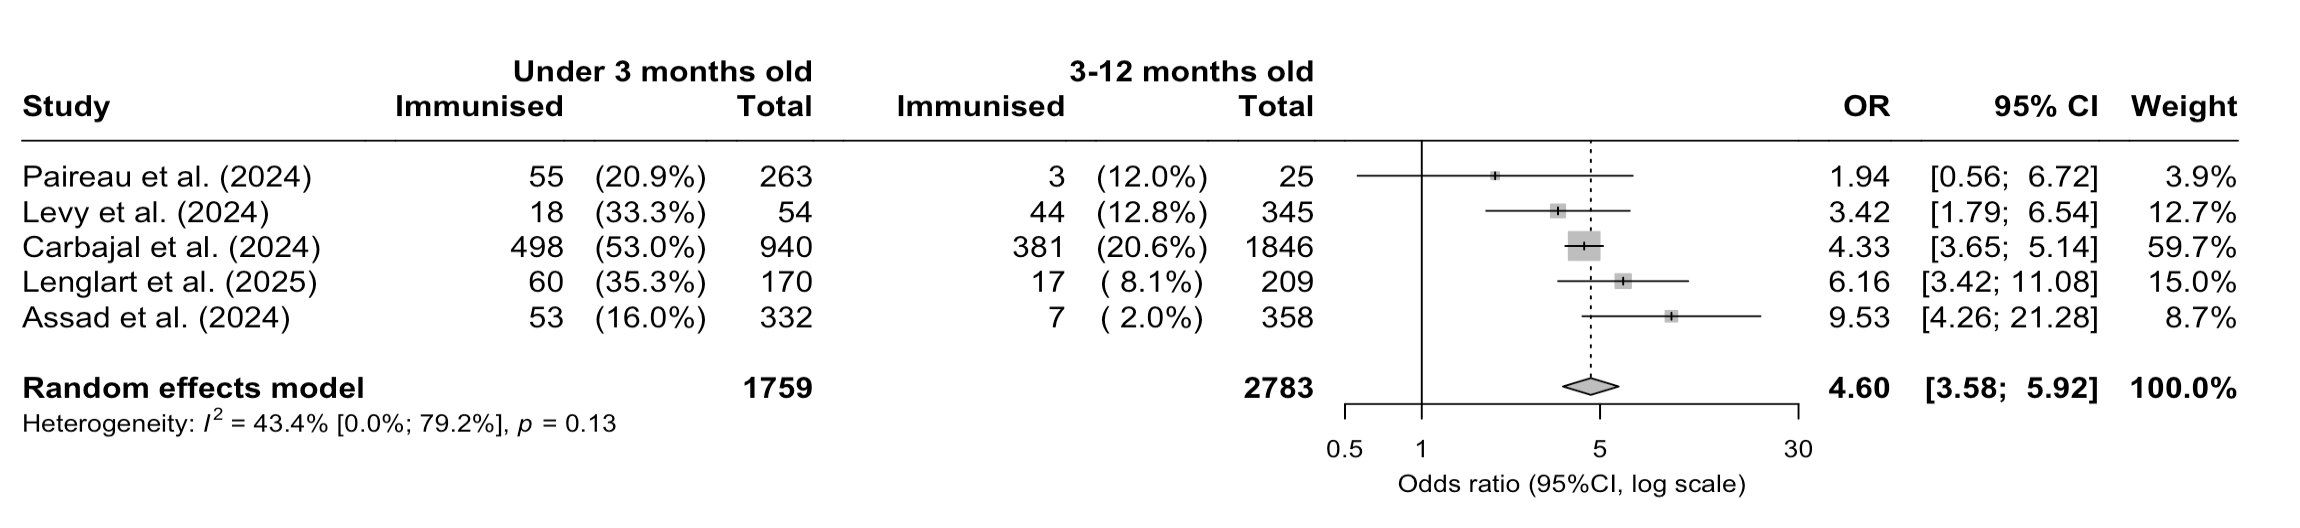 Under 3 months old 3-12 months old
Study Immunised Total Immunised Total OR 95% CI Weight
Paireau et al. (2024) 55 (20.9%) 263 3 (12.0%) 25 1.94 [0.56; 6.72] 3.9%
Levy et al. (2024) 18 (33.3%) 54 44 (12.8%) 345 3.42 [1.79; 6.54] 12.7%
Carbajal et al. (2024) 498 (53.0%) 940 381 (20.6%) 1846 4.33 [3.65; 5.14] 59.7%
Lenglart et al. (2025) 60 (35.3%) 170 17 ( 8.1%) 209 6.16 [3.42; 11.08] 15.0%
Assad et al. (2024) 53 (16.0%) 332 7 ( 2.0%) 358 9.53 [4.26; 21.28] 8.7%
Random effects model 1759 2783 4.60 [3.58; 5.92] 100.0%
Heterogeneity: I² = 43.4% [0.0%; 79.2%], p = 0.13
0.5 1 5 30
Odds ratio (95%CI, log scale)